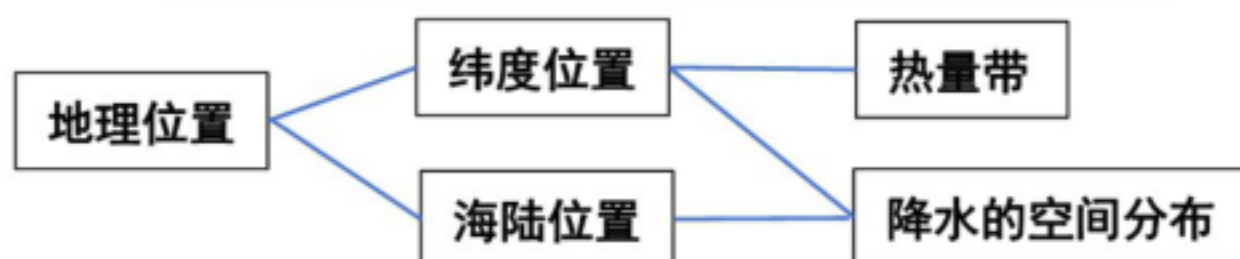 地理位置
纬度位置
热量带
海陆位置
降水的空间分布